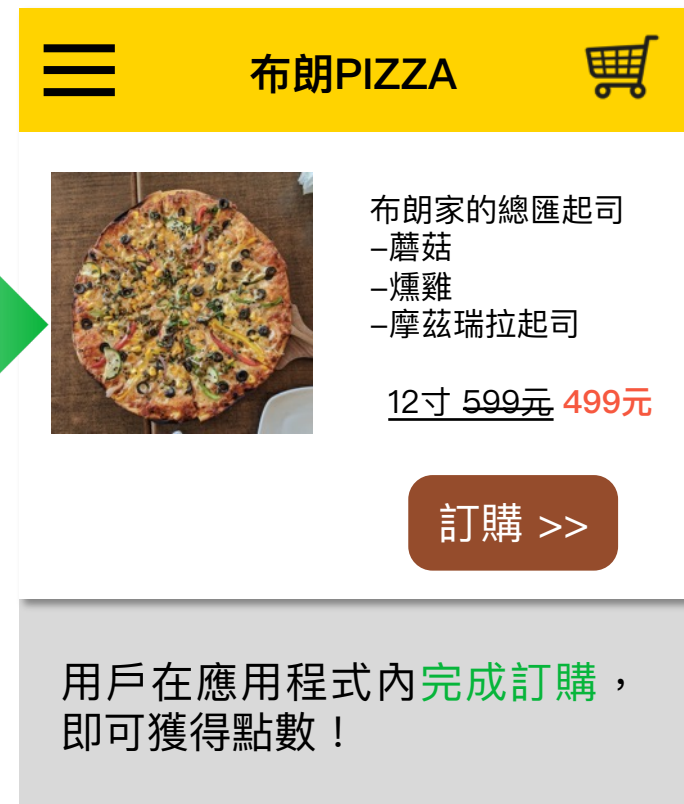 布朗PIZZA
布朗家的總匯起司
–蘑菇
–燻雞
–摩茲瑞拉起司
12寸 599元 499元
訂購 >>
用戶在應用程式內完成訂購，
即可獲得點數！